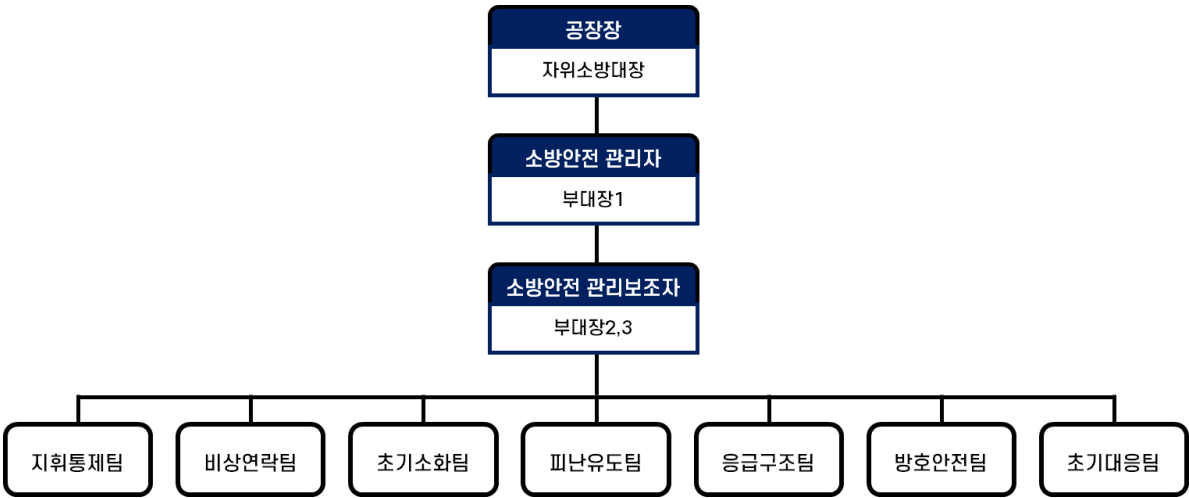 공장장
자위소방대장
소방안전 관리자
부대장1
소방안전 관리보조자
부대장2,3
지휘통제팀
비상연락팀
초기소화팀
피난유도팀
응급구조팀
방호안전팀
초기대응팀